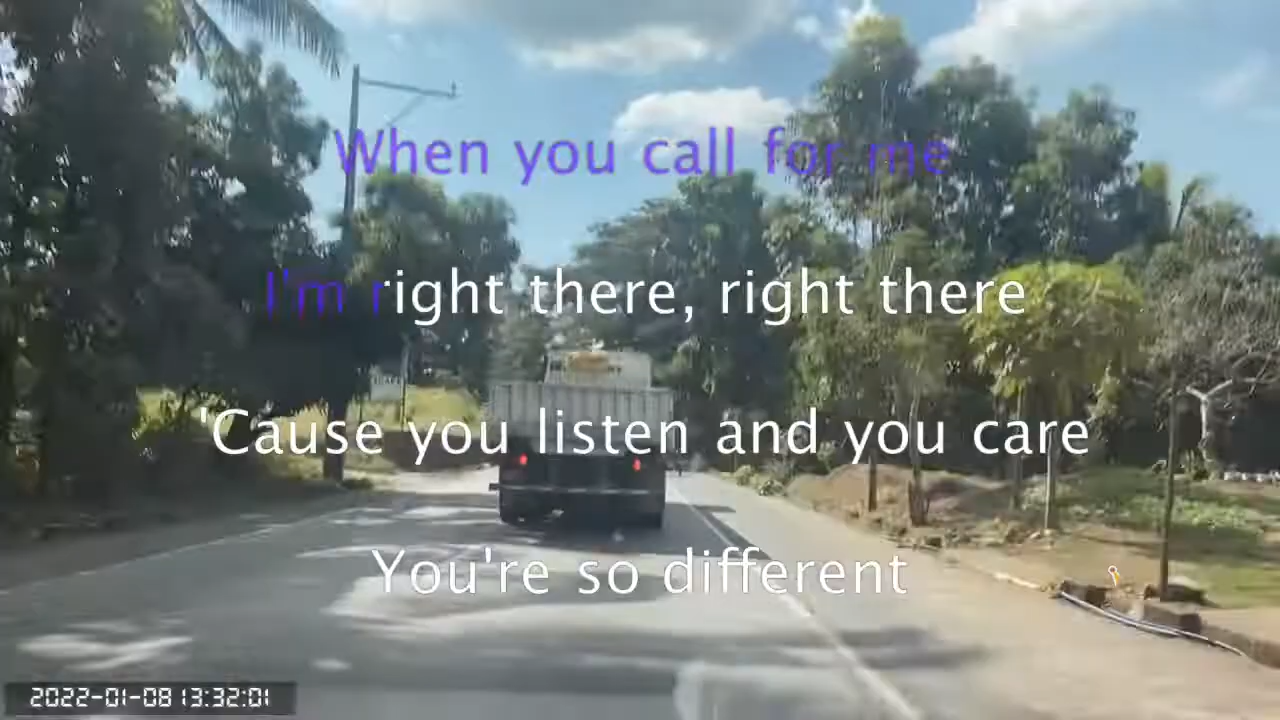 When you call for me
I'm right there, right there
'Cause you listen and you care
You're so different
2022-01-08 13:32:01